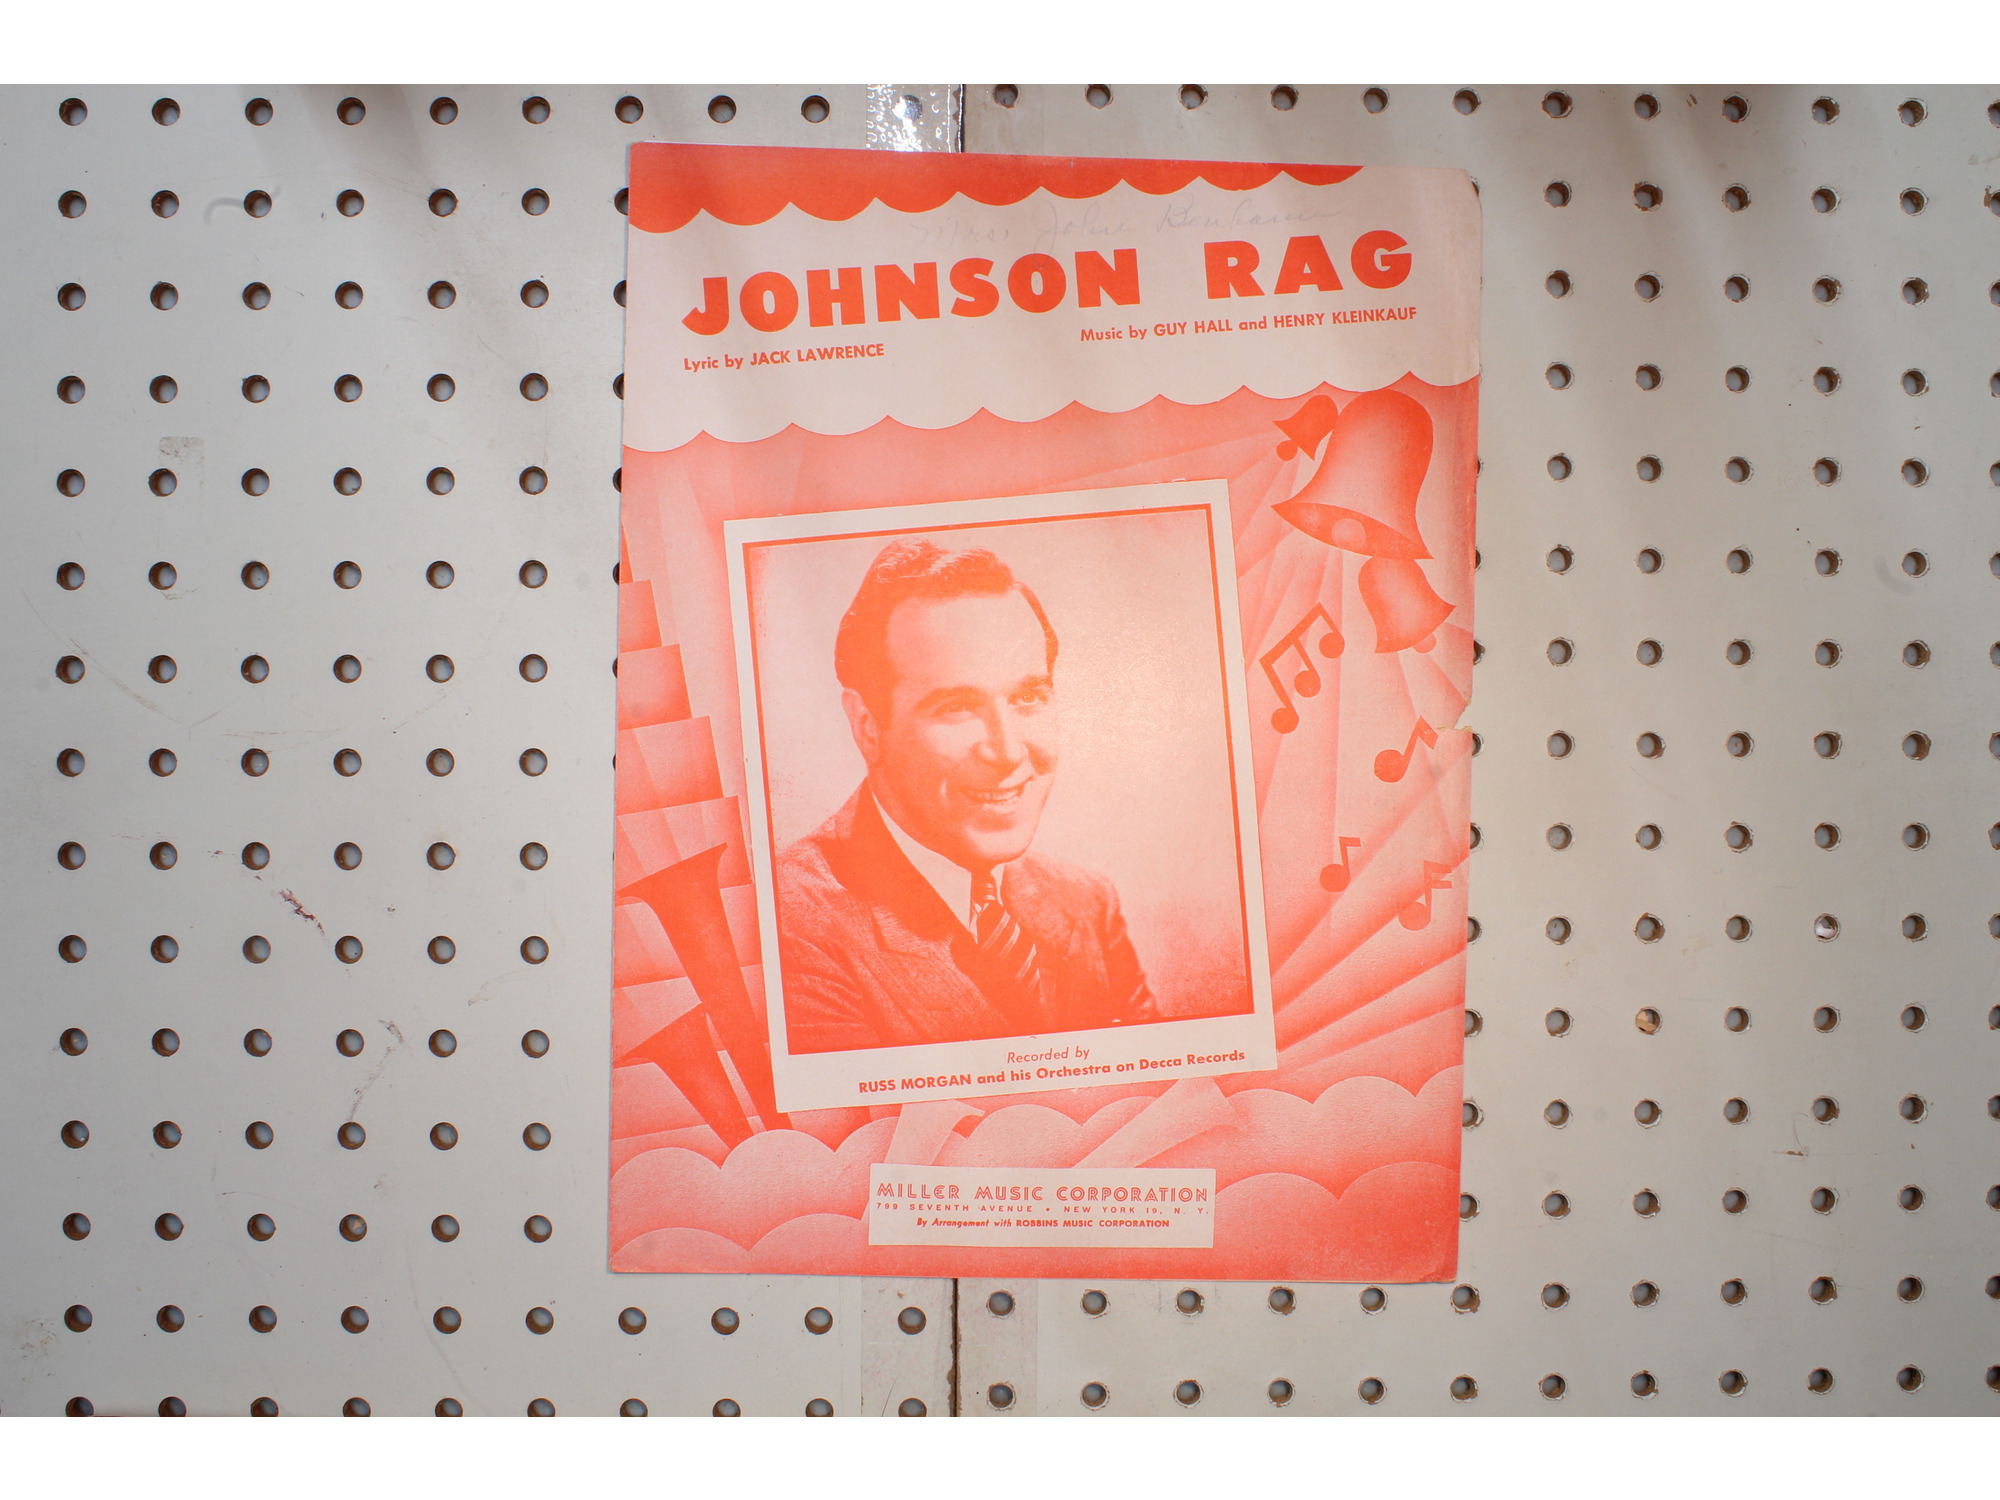 Mrs. John
JOHNSON RAG
Lyric by JACK LAWRENCE
Music by GUY HALL and HENRY KLEINKAUF
Recorded by
RUSS MORGAN and his Orchestra on Decca Records
MILLER MUSIC CORPORATION
799 SEVENTH AVENUE • NEW YORK 19, N. Y.
By Arrangement with ROBBINS MUSIC CORPORATION